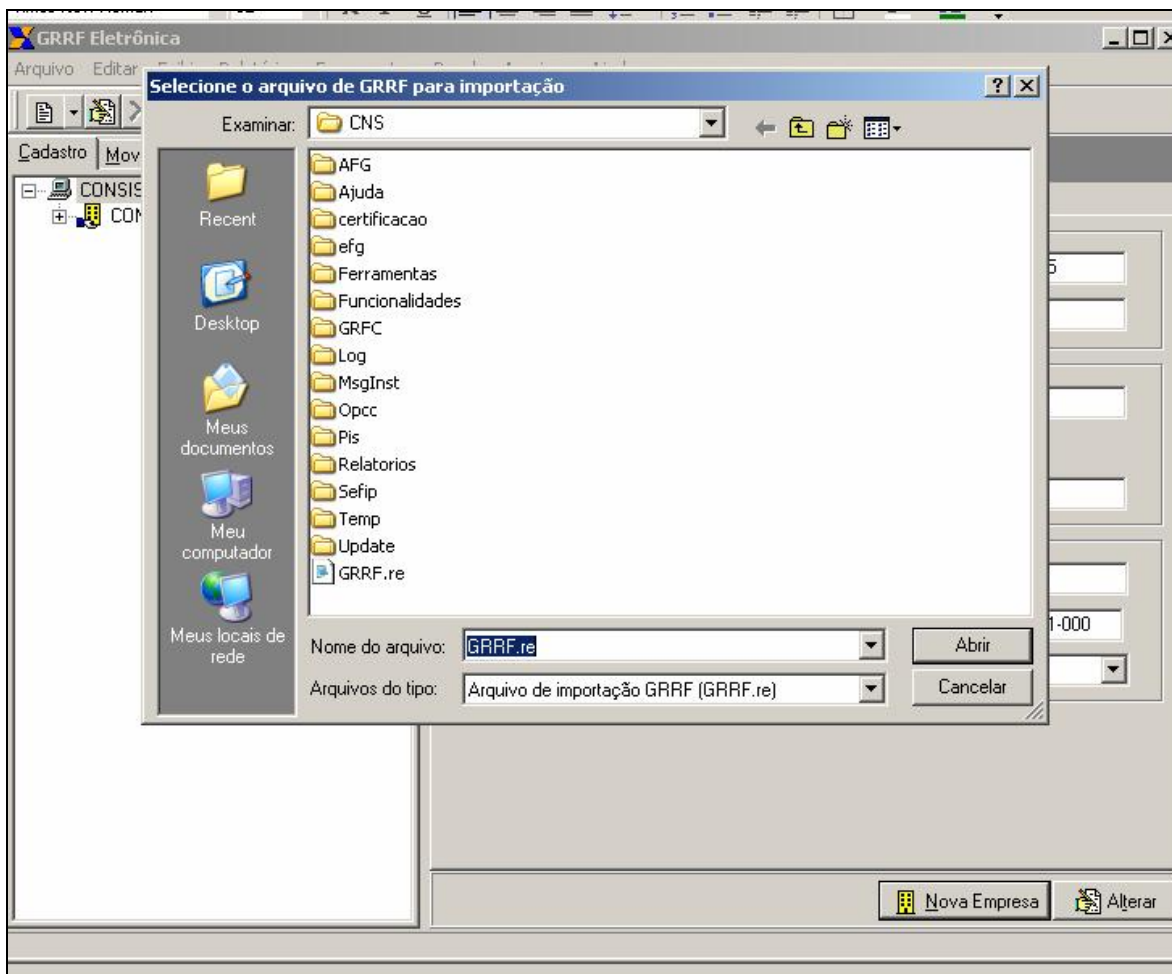 GRRF Eletrônica
Arquivo Editar
Selecione o arquivo de GRRF para importação
Examinar: CNS
Cadastro Mov
CONSIS
CON
Recent
Desktop
Meus documentos
Meu computador
Meus locais de rede
AFG
Ajuda
certificacao
efg
Ferramentas
Funcionalidades
GRFC
Log
MsgInst
Opcc
Pis
Relatorios
Sefip
Temp
Update
GRRF.re
Nome do arquivo: GRRF.re Abrir
Arquivos do tipo: Arquivo de importação GRRF (GRRF.re) Cancelar
5
1-000
Nova Empresa Alterar